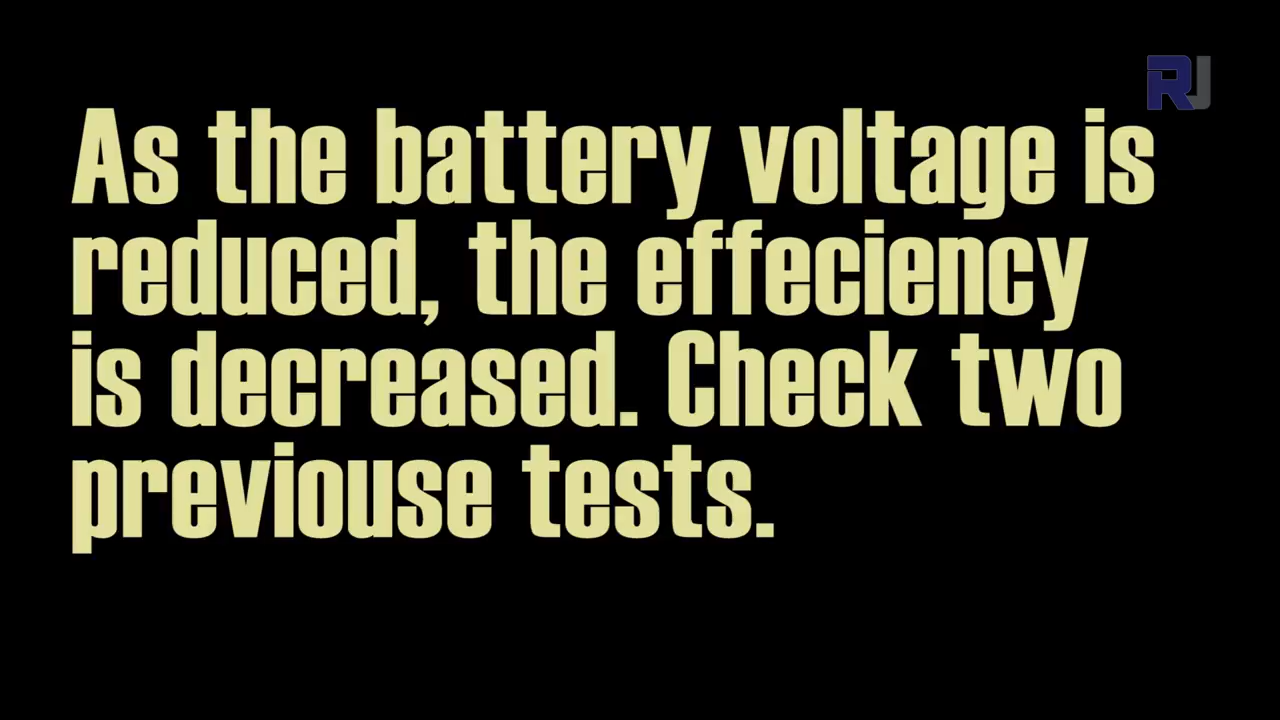 RJ
As the battery voltage is
reduced, the effeciency
is decreased. Check two
previouse tests.